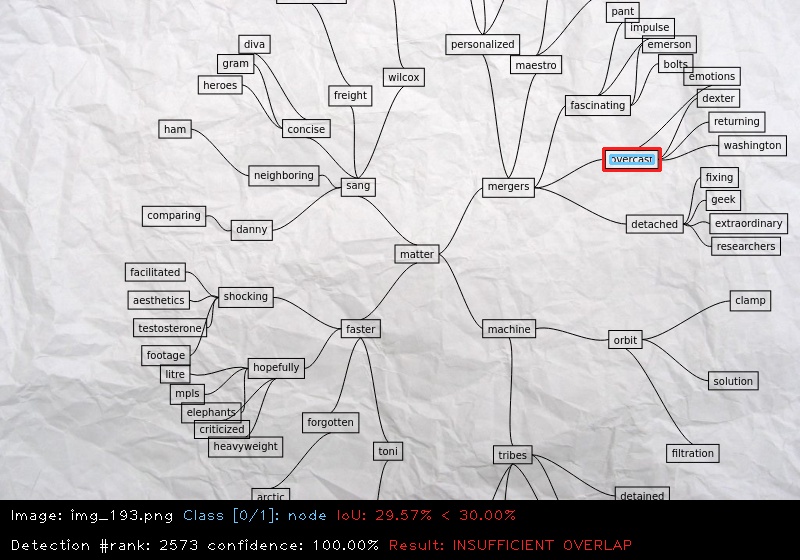 pant
impulse
diva
personalized
emerson
gram
maestro
bolts
wilcox
emotions
heroes
freight
dexter
fascinating
returning
ham
concise
washington
overcast
neighboring
fixing
sang
mergers
geek
comparing
danny
detached
extraordinary
researchers
matter
facilitated
aesthetics
shocking
clamp
testosterone
faster
machine
orbit
footage
litre
hopefully
solution
mpls
elephants
forgotten
criticized
heavyweight
toni
tribes
filtration
arctic
detained
Image: img_193.png Class [0/1]: node IoU: 29.57% < 30.00%
Detection #rank: 2573 confidence: 100.00% Result: INSUFFICIENT OVERLAP